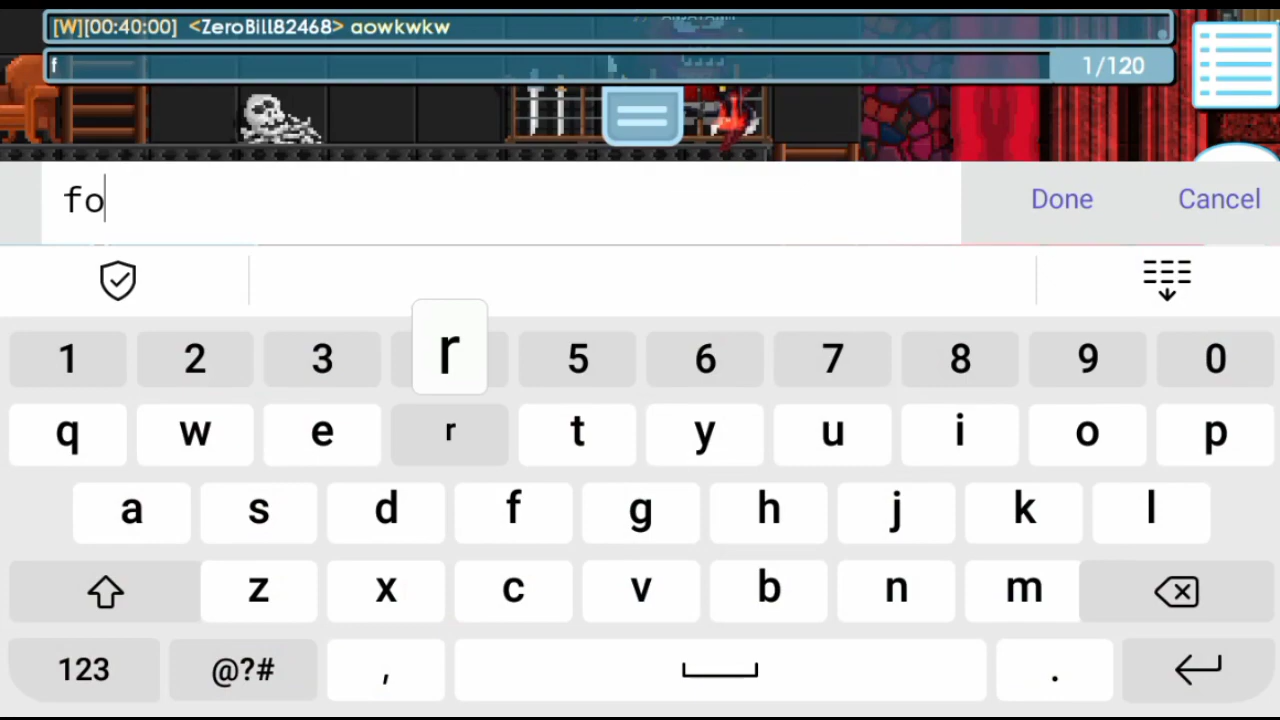 [W][00:40:00] <ZeroBill82468> aowkwkw
f
1/120
fo
Done
Cancel
1 2 3 r 5 6 7 8 9 0
q w e r t y u i o p
a s d f g h j k l
z x c v b n m
123 @?# , .